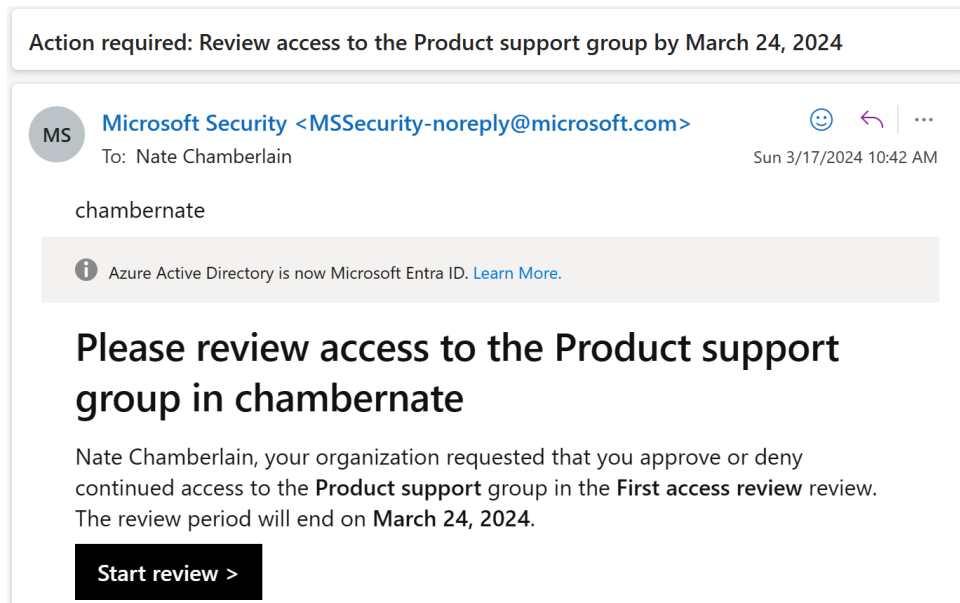 Action required: Review access to the Product support group by March 24, 2024
MS
Microsoft Security <MSSecurity-noreply@microsoft.com>
To: Nate Chamberlain
Sun 3/17/2024 10:42 AM
chambernate
Azure Active Directory is now Microsoft Entra ID. Learn More.
Please review access to the Product support
group in chambernate
Nate Chamberlain, your organization requested that you approve or deny
continued access to the Product support group in the First access review review.
The review period will end on March 24, 2024.
Start review >